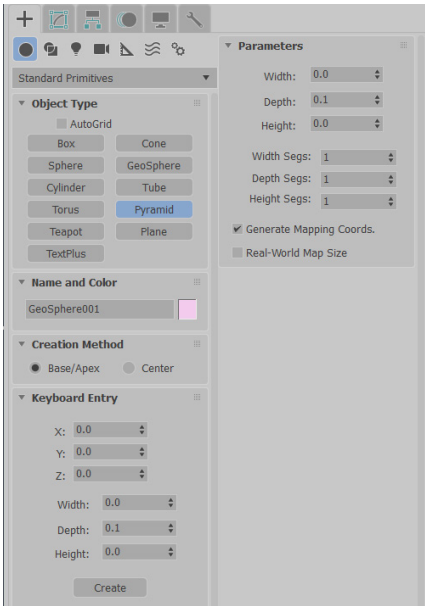 Standard Primitives
Object Type
AutoGrid
Box Cone
Sphere GeoSphere
Cylinder Tube
Torus Pyramid
Teapot Plane
TextPlus
Name and Color
GeoSphere001
Creation Method
Base/Apex Center
Keyboard Entry
X: 0.0
Y: 0.0
Z: 0.0
Width: 0.0
Depth: 0.1
Height: 0.0
Create
Parameters
Width: 0.0
Depth: 0.1
Height: 0.0
Width Segs: 1
Depth Segs: 1
Height Segs: 1
Generate Mapping Coords.
Real-World Map Size